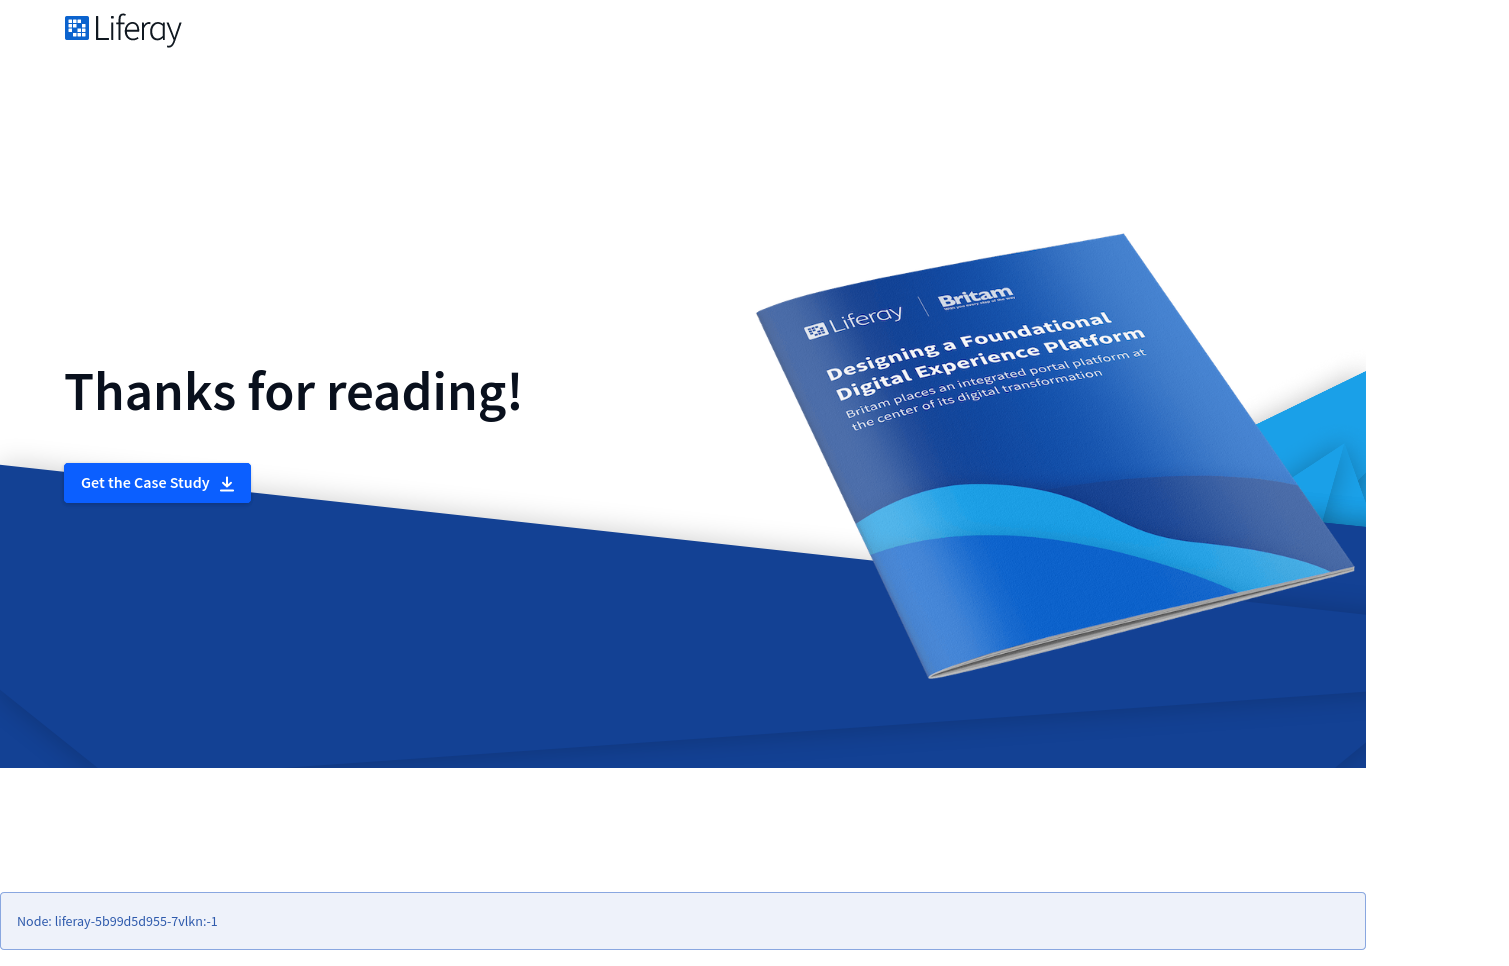 Liferay
Thanks for reading!
Get the Case Study
Liferay
Britam
Designing a Foundational
Digital Experience Platform
Britam places an integrated portal platform at
the center of its digital transformation
Node: liferay-5b99d5d955-7vlkn:-1